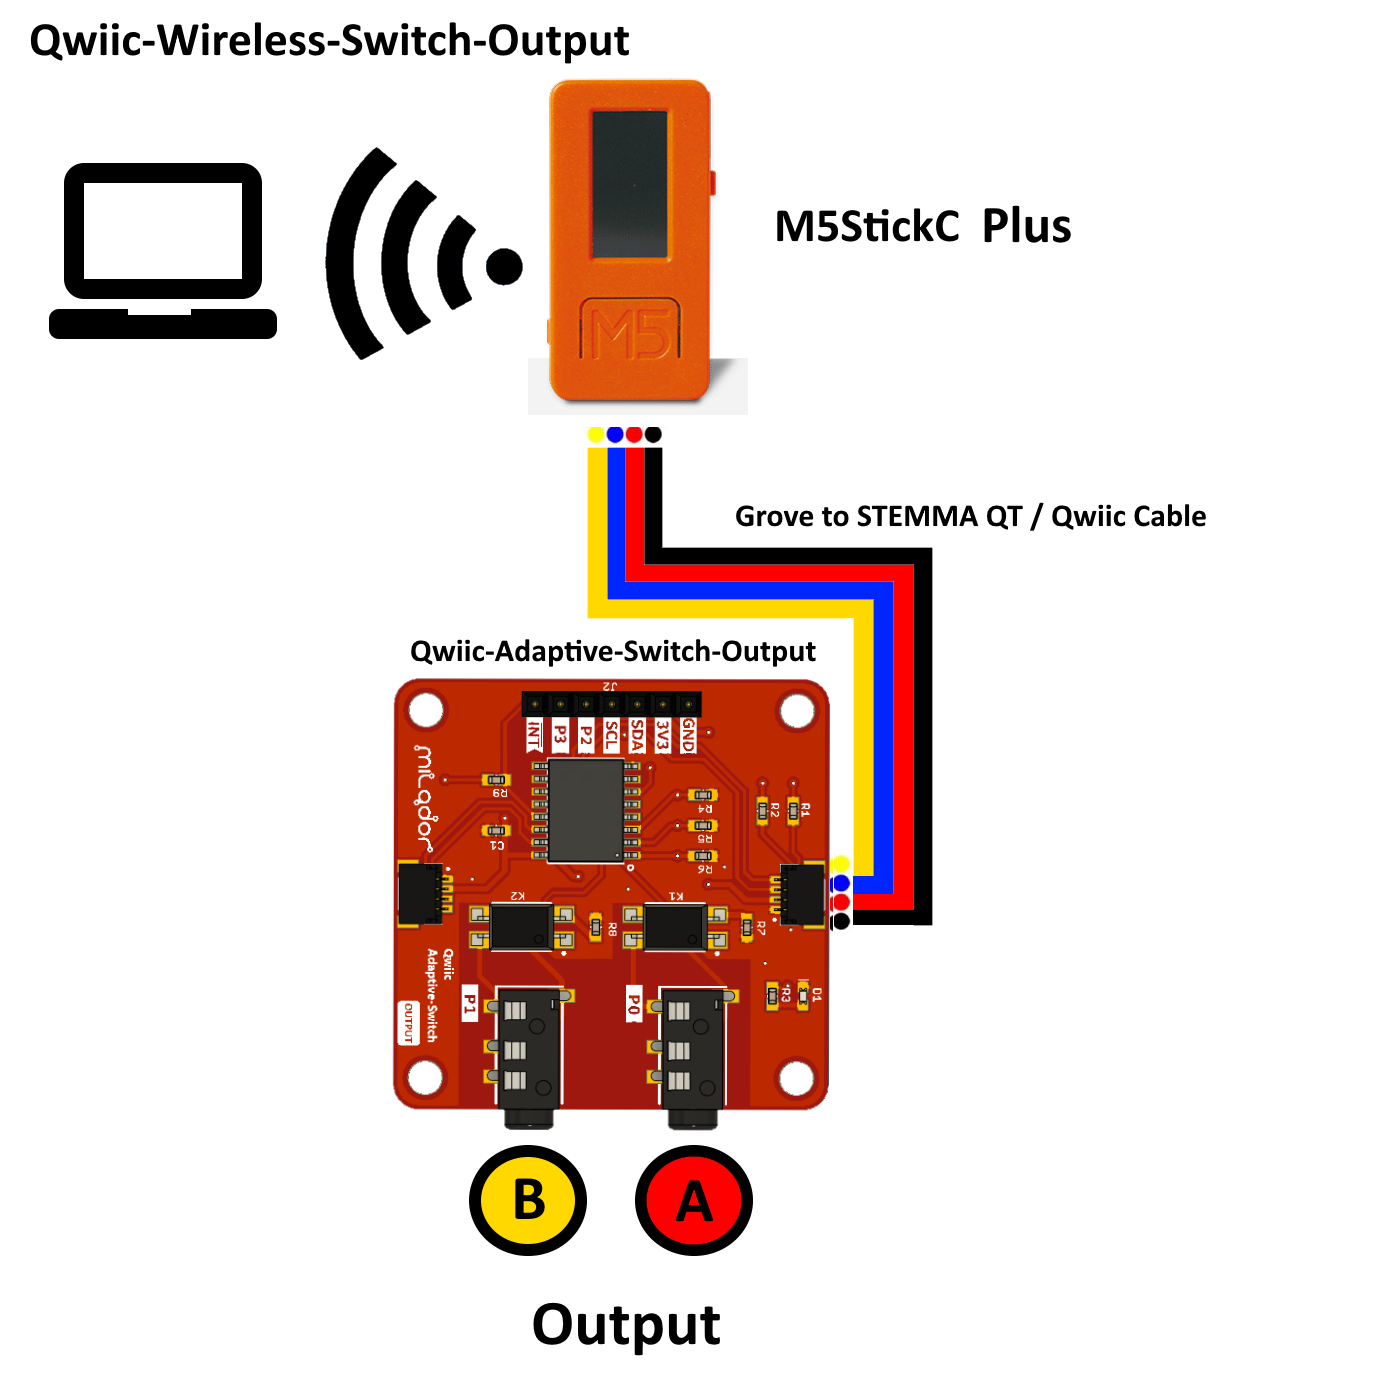 Qwiic-Wireless-Switch-Output
M5
M5StickC Plus
Grove to STEMMA QT / Qwiic Cable
Qwiic-Adaptive-Switch-Output
J2
INT P3 P2 SCL SDA 3V3 GND
R9
C1
R4
R5
R6
R2
R1
K2
K1
R8
R7
Qwiic
Adaptive-Switch
OUTPUT
P1
P0
R3
D1
B
A
Output